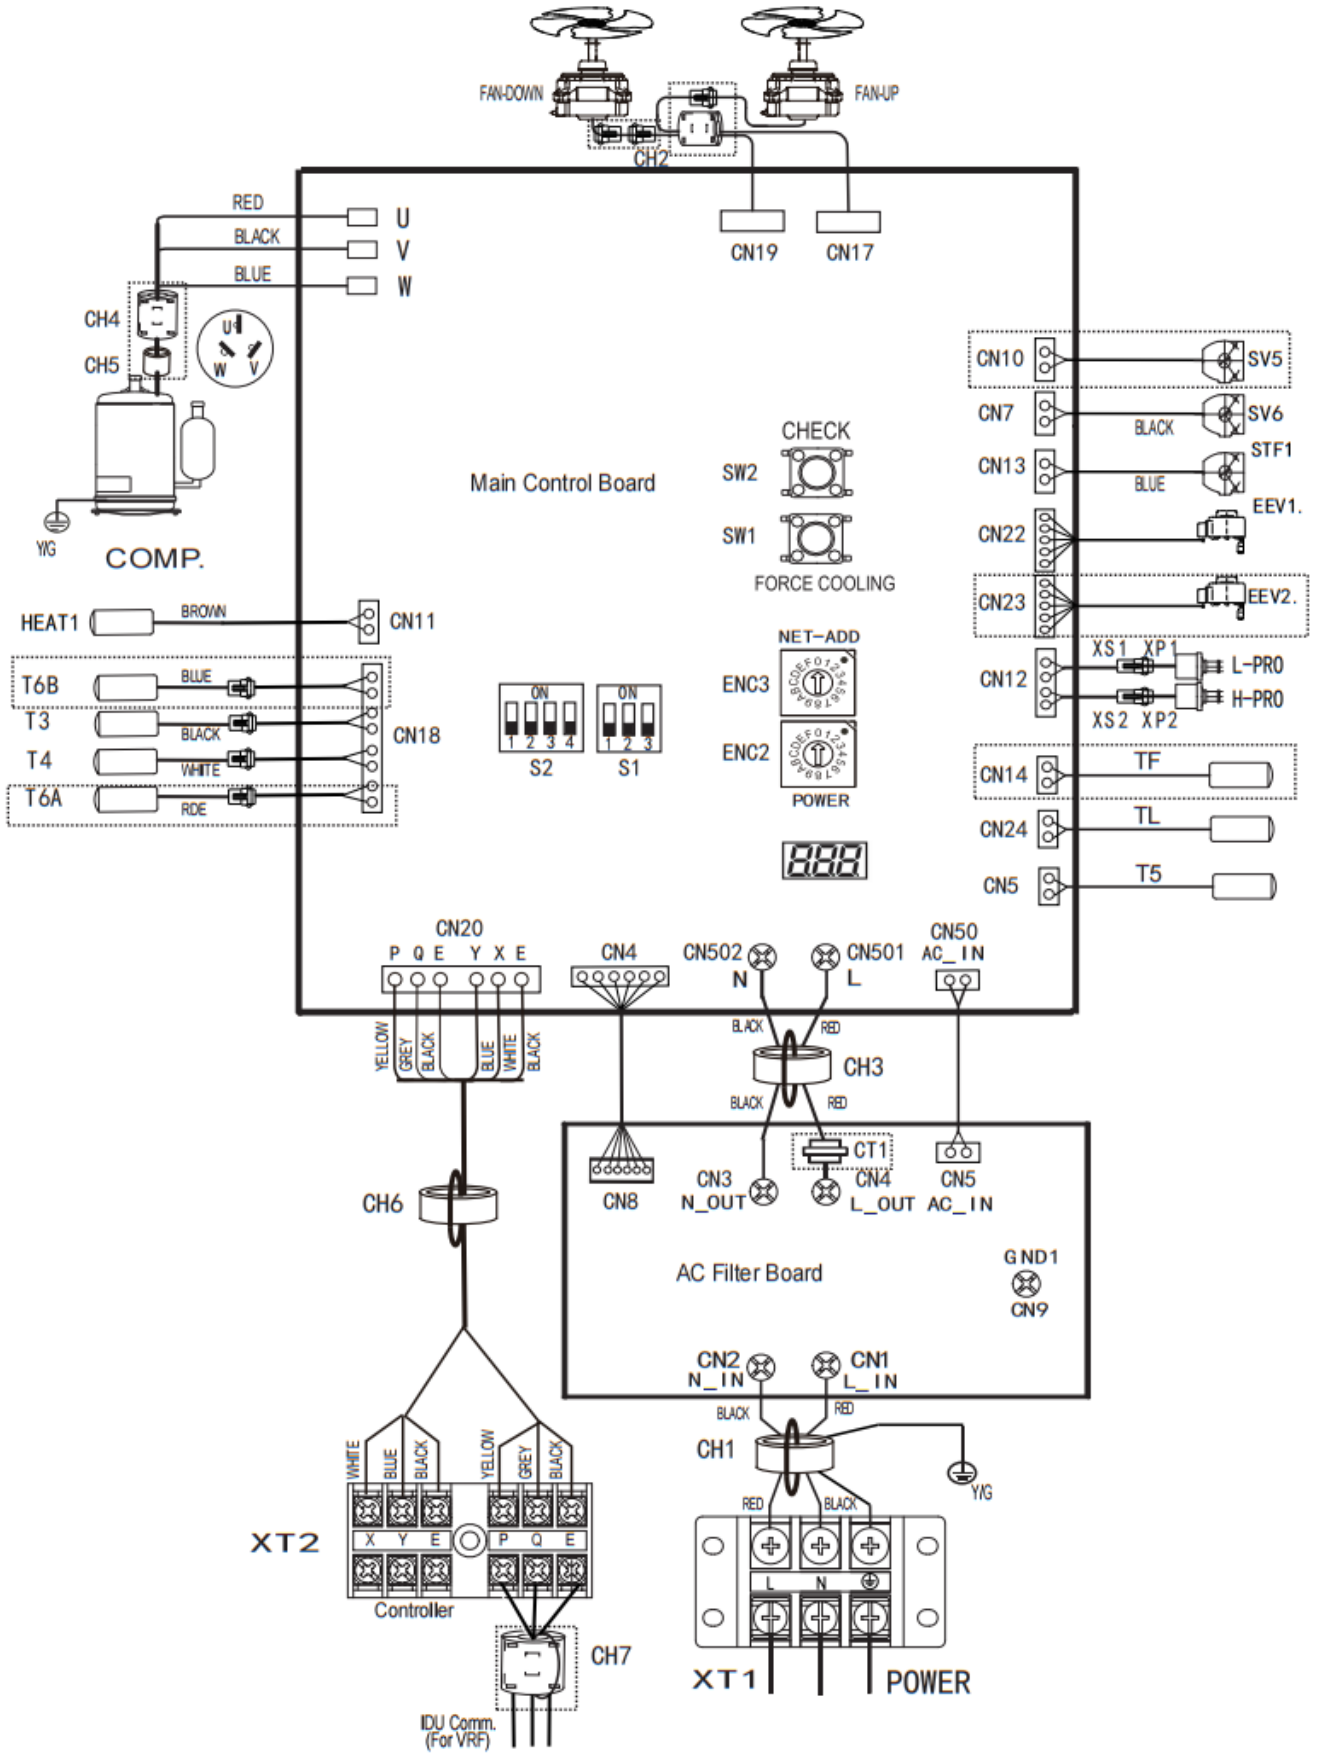 FAN-DOWN
FAN-UP
CH2
RED
U
BLACK
V
BLUE
W
CN19
CN17
CH4
CH5
U
W V
Y/G
COMP.
CN10
SV5
CN7
BLACK
SV6
CN13
BLUE
STF1
CN22
EEV1.
CN23
EEV2.
CN12
XS1 XP1
L-PRO
H-PRO
XS2 XP2
CN14
TF
CN24
TL
CN5
T5
Main Control Board
CHECK
SW2
SW1
FORCE COOLING
NET-ADD
ENC3
0123456789ABCDEF
ENC2
0123456789ABCDEF
POWER
888
HEAT1
BROWN
CN11
T6B
BLUE
T3
BLACK
CN18
T4
WHITE
T6A
RDE
ON
1 2 3 4
S2
ON
1 2 3
S1
CN20
P Q E Y X E
YELLOW
GREY
BLACK
BLUE
WHITE
BLACK
CN4
CN502
N
CN501
L
CN50
AC_IN
BLACK
RED
CH3
BLACK
RED
CT1
CN8
CN3
N_OUT
CN4
L_OUT
CN5
AC_IN
AC Filter Board
GND1
CN9
CN2
N_IN
CN1
L_IN
BLACK
RED
CH1
Y/G
RED
BLACK
L N
XT1
POWER
CH6
WHITE
BLUE
BLACK
YELLOW
GREY
BLACK
XT2
X Y E P Q E
Controller
CH7
IDU Comm.
(For VRF)